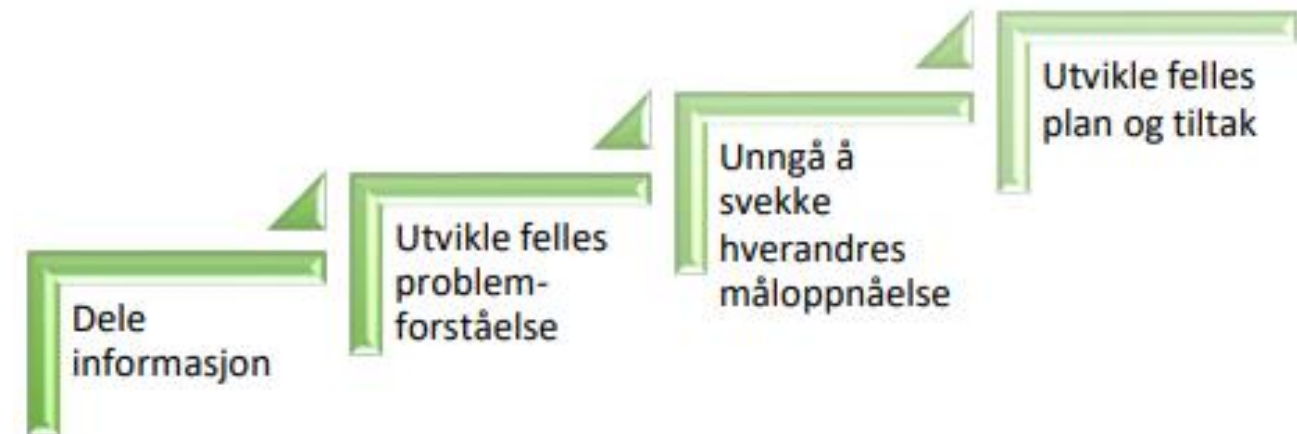 Dele
informasjon
Utvikle felles
problem-
forståelse
Unngå å
svekke
hverandres
måloppnåelse
Utvikle felles
plan og tiltak